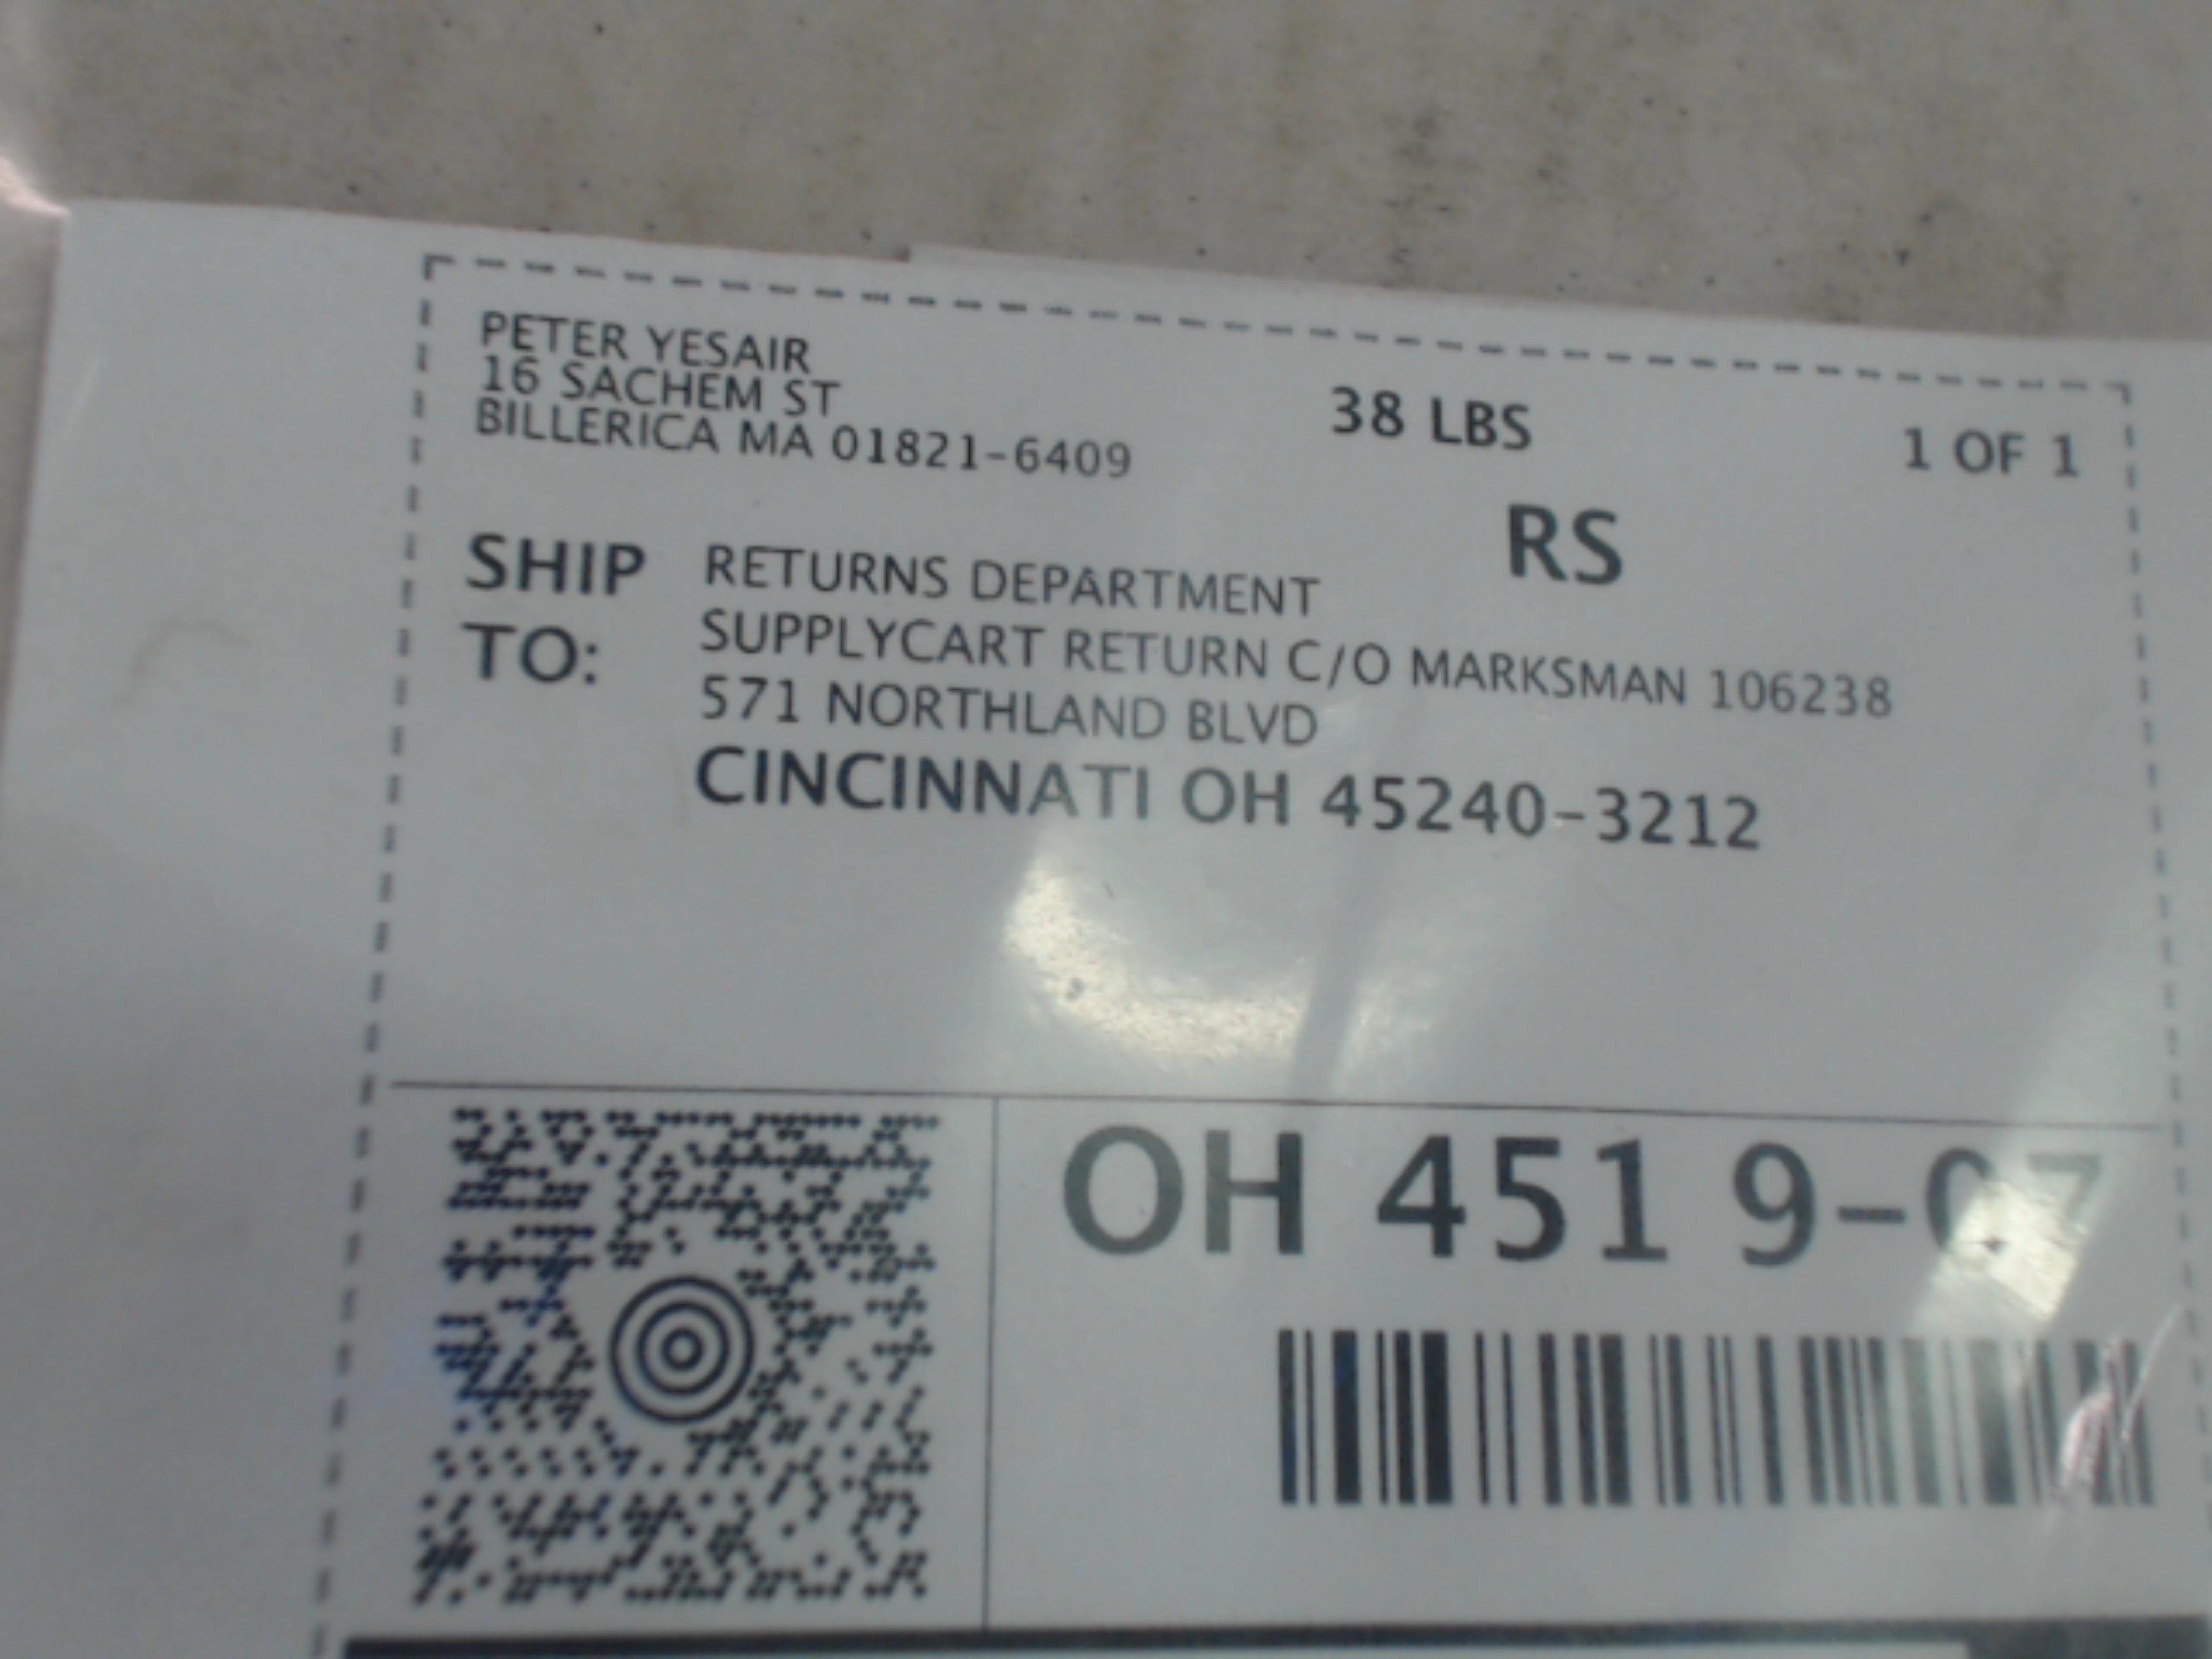 PETER YESAIR
16 SACHEM ST
BILLERICA MA 01821-6409
38 LBS
1 OF 1
RS
SHIP TO:
RETURNS DEPARTMENT
SUPPLYCART RETURN C/O MARKSMAN 106238
571 NORTHLAND BLVD
CINCINNATI OH 45240-3212
OH 451 9-07